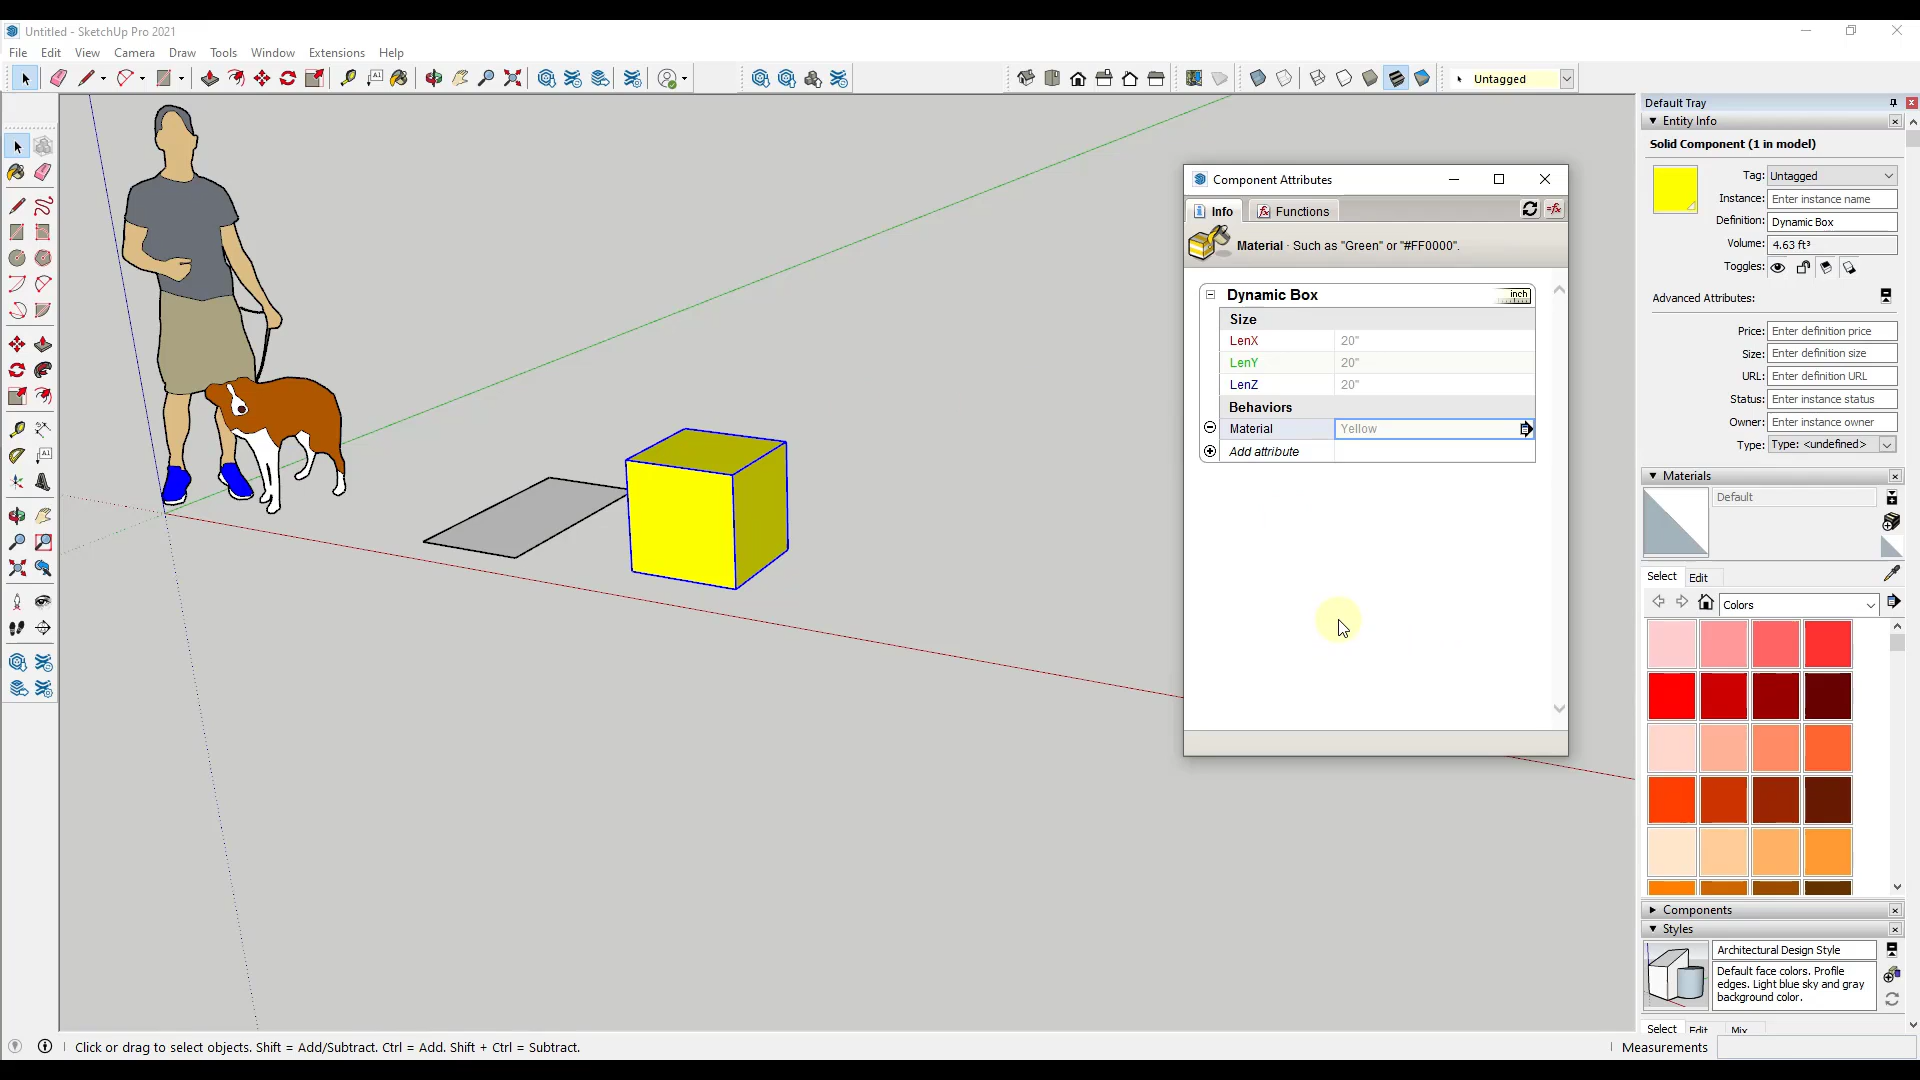 Untitled - SketchUp Pro 2021
File Edit View Camera Draw Tools Window Extensions Help
Untagged
Default Tray
Entity Info
Solid Component (1 in model)
Tag: Untagged
Instance: Enter instance name
Definition: Dynamic Box
Volume: 4.63 ft³
Toggles:
Advanced Attributes:
Price: Enter definition price
Size: Enter definition size
URL: Enter definition URL
Status: Enter instance status
Owner: Enter instance owner
Type: Type: <undefined>
Materials
Default
Select Edit
Colors
Components
Styles
Architectural Design Style
Default face colors. Profile
edges. Light blue sky and gray
background color.
Select Edit Mix
Component Attributes
Info Functions
=fx
Material · Such as "Green" or "#FF0000".
Dynamic Box inch
Size
LenX 20"
LenY 20"
LenZ 20"
Behaviors
Material Yellow
Add attribute
Click or drag to select objects. Shift = Add/Subtract. Ctrl = Add. Shift + Ctrl = Subtract.
Measurements